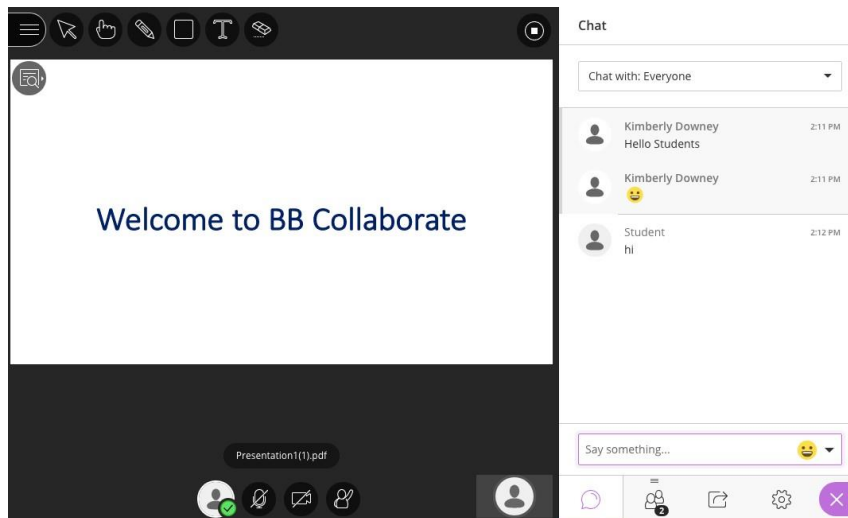 Chat
Chat with: Everyone
Kimberly Downey 2:11 PM
Hello Students
Kimberly Downey 2:11 PM
Welcome to BB Collaborate
Student 2:12 PM
hi
Presentation1(1).pdf
Say something...
2